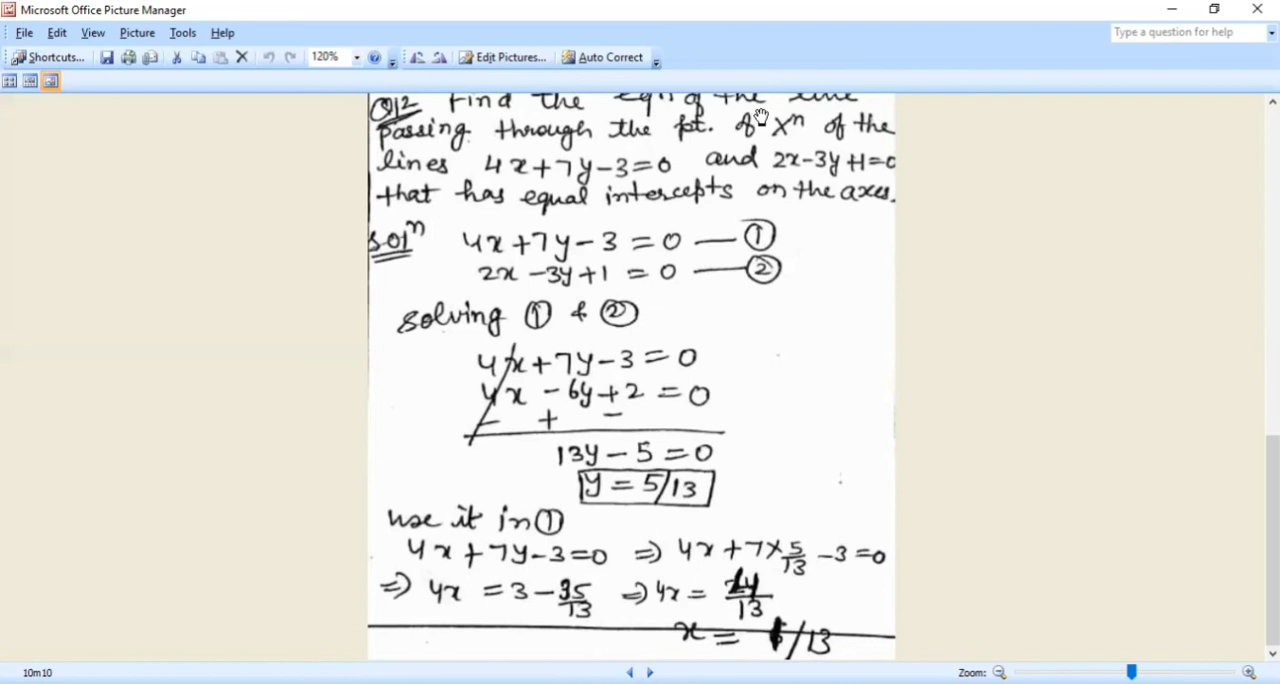 Microsoft Office Picture Manager
File Edit View Picture Tools Help
Type a question for help
Shortcuts... 120% Edit Pictures... Auto Correct
Q12 Find the eqn of the line
passing through the pt. of Xⁿ of the
lines 4x+7y-3=0 and 2x-3y+1=0
that has equal intercepts on the axes.
Solⁿ 4x+7y-3=0 — ①
2x-3y+1=0 — ②
Solving ① & ②
4x+7y-3=0
4x-6y+2=0
- + -
13y-5=0
y=5/13
use it in ①
4x+7y-3=0 ⇒ 4x+7×5/13-3=0
⇒ 4x=3-35/13 ⇒ 4x=
/13
x= /13
10m10
Zoom: